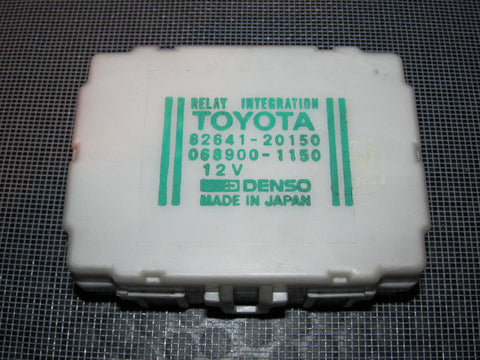 RELAY INTEGRATION
TOYOTA
82641-20150
068900-1150
12V
DENSO
MADE IN JAPAN